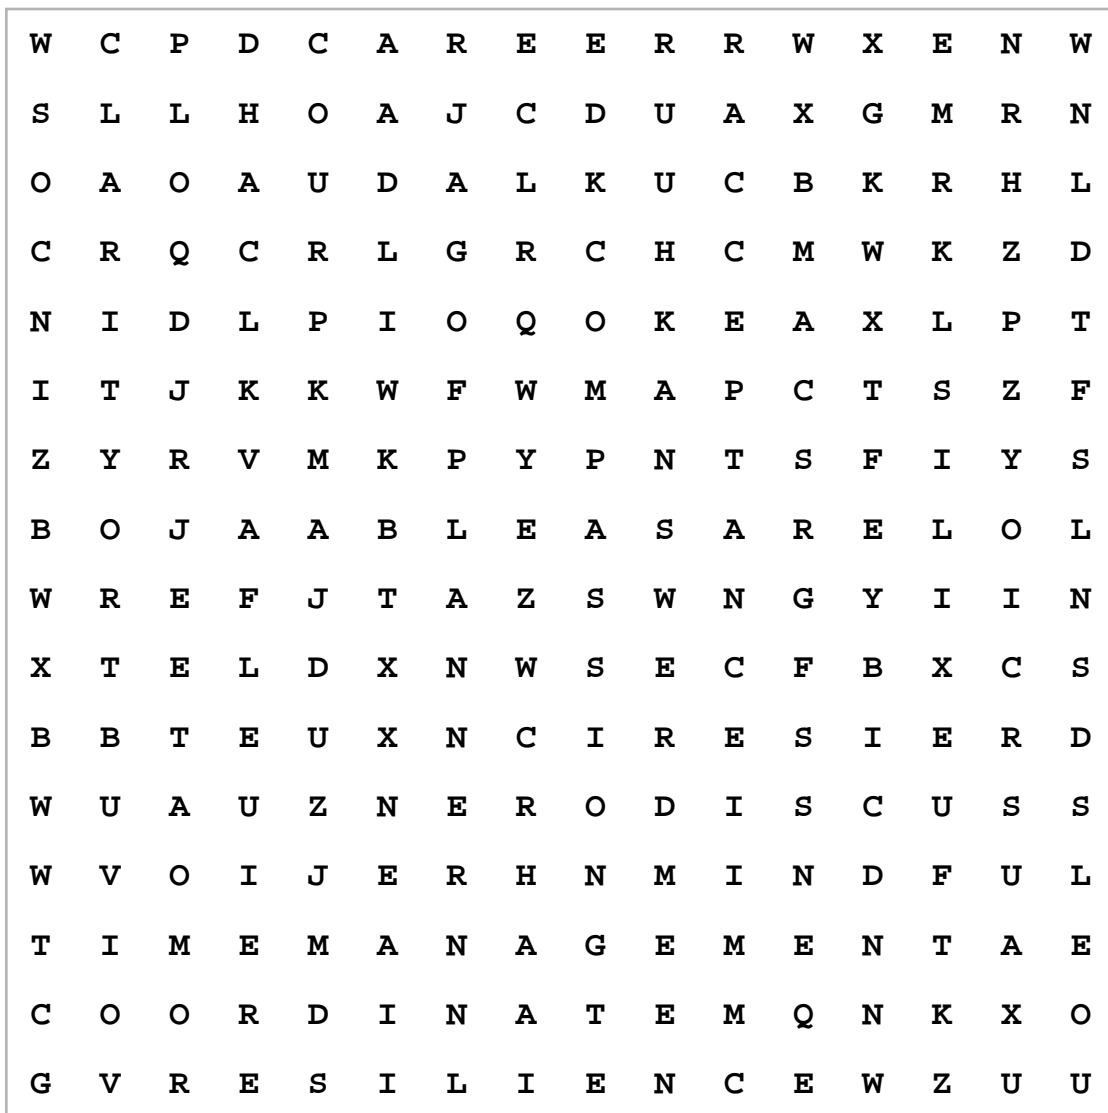 W C P D C A R E E R R W X E N W
S L L H O A J C D U A X G M R N
O A O A U D A L K U C B K R H L
C R Q C R L G R C H C M W K Z D
N I D L P I O Q O K E A X L P T
I T J K K W F W M A P C T S Z F
Z Y R V M K P Y P N T S F I Y S
B O J A A B L E A S A R E L O L
W R E F J T A Z S W N G Y I I N
X T E L D X N W S E C F B X C S
B B T E U X N C I R E S I E R D
W U A U Z N E R O D I S C U S S
W V O I J E R H N M I N D F U L
T I M E M A N A G E M E N T A E
C O O R D I N A T E M Q N K X O
G V R E S I L I E N C E W Z U U